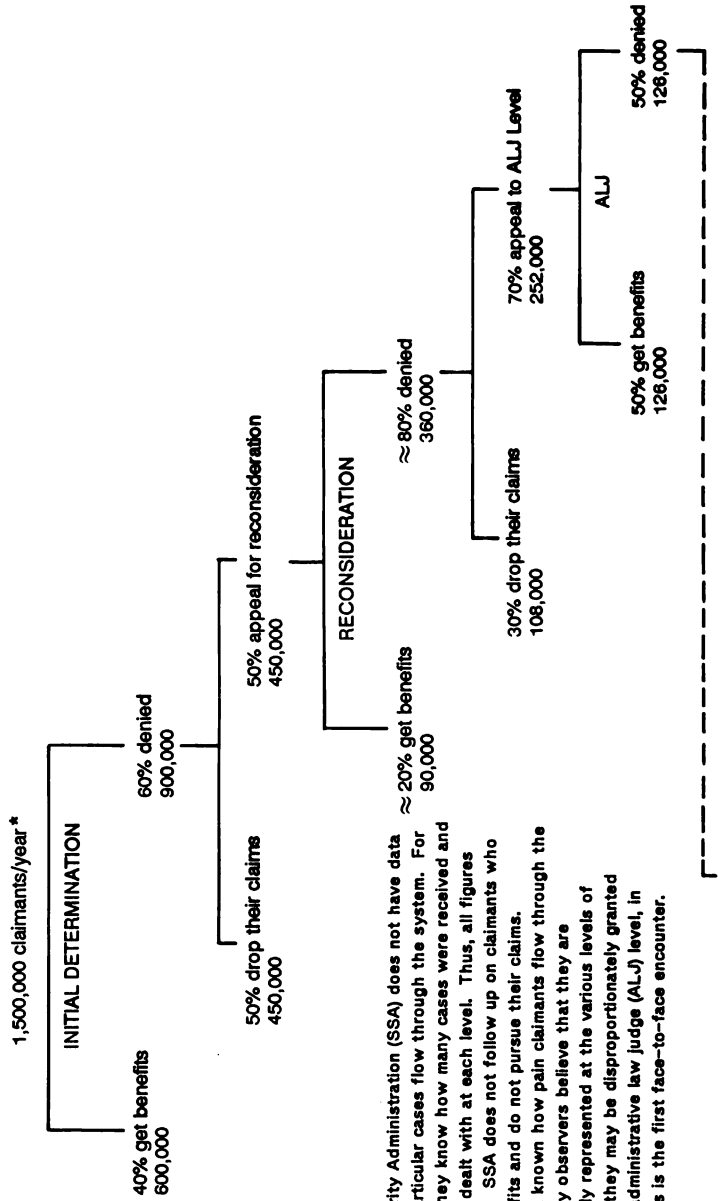 1,500,000 claimants/year*
INITIAL DETERMINATION
40% get benefits
600,000
60% denied
900,000
50% drop their claims
450,000
50% appeal for reconsideration
450,000
RECONSIDERATION
≈ 20% get benefits
90,000
≈ 80% denied
360,000
30% drop their claims
108,000
70% appeal to ALJ Level
252,000
ALJ
50% get benefits
126,000
50% denied
126,000
Administration (SSA) does not have data
cases flow through the system. For
know how many cases were received and
dealt with at each level. Thus, all figures
SSA does not follow up on claimants who
and do not pursue their claims.
known how pain claimants flow through the
observers believe that they are
represented at the various levels of
they may be disproportionately granted
administrative law judge (ALJ) level, in
is the first face-to-face encounter.